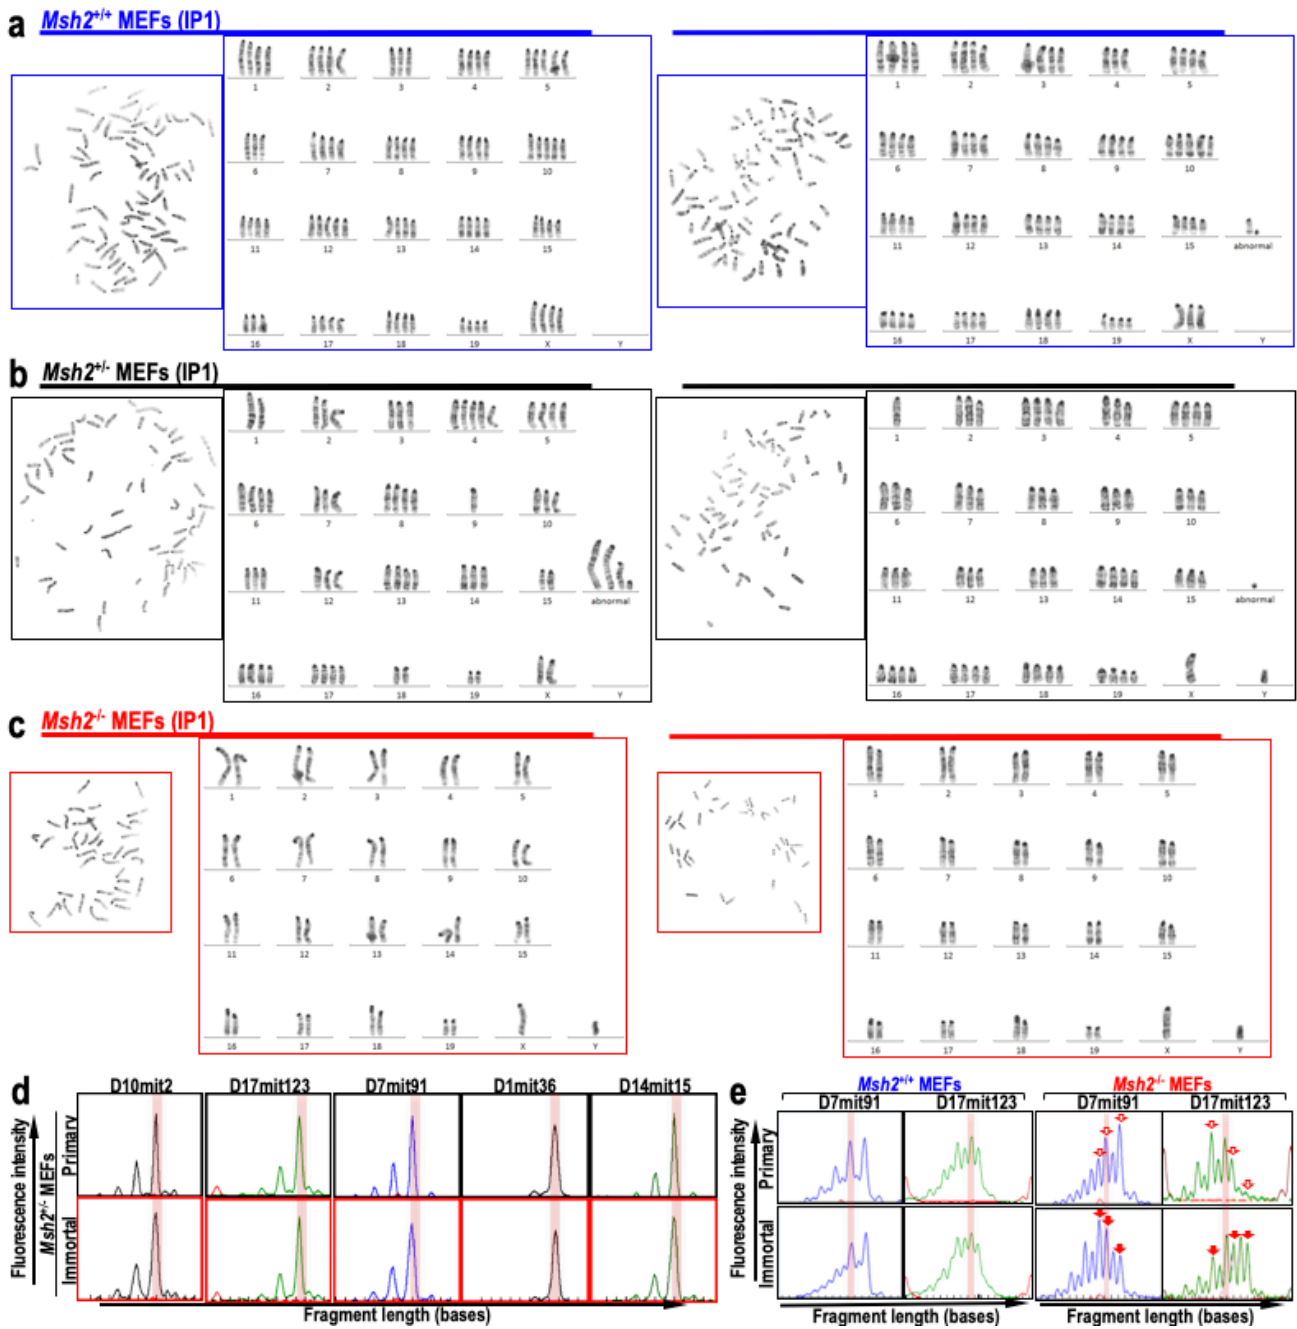 a Msh2+/+ MEFs (IP1)
1 2 3 4 5
6 7 8 9 10
11 12 13 14 15
16 17 18 19 X Y
1 2 3 4 5
6 7 8 9 10
11 12 13 14 15 abnormal
16 17 18 19 X Y
b Msh2+/- MEFs (IP1)
1 2 3 4 5
6 7 8 9 10
11 12 13 14 15 abnormal
16 17 18 19 X Y
1 2 3 4 5
6 7 8 9 10
11 12 13 14 15 abnormal
16 17 18 19 X Y
c Msh2-/- MEFs (IP1)
1 2 3 4 5
6 7 8 9 10
11 12 13 14 15
16 17 18 19 X Y
1 2 3 4 5
6 7 8 9 10
11 12 13 14 15
16 17 18 19 X Y
d
D10mit2 D17mit123 D7mit91 D1mit36 D14mit15
Fluorescence intensity
Msh2+/- MEFs
Primary
Immortal
Fragment length (bases)
e
Msh2+/+ MEFs Msh2-/- MEFs
D7mit91 D17mit123 D7mit91 D17mit123
Fluorescence intensity
Primary
Immortal
Fragment length (bases) Fragment length (bases)